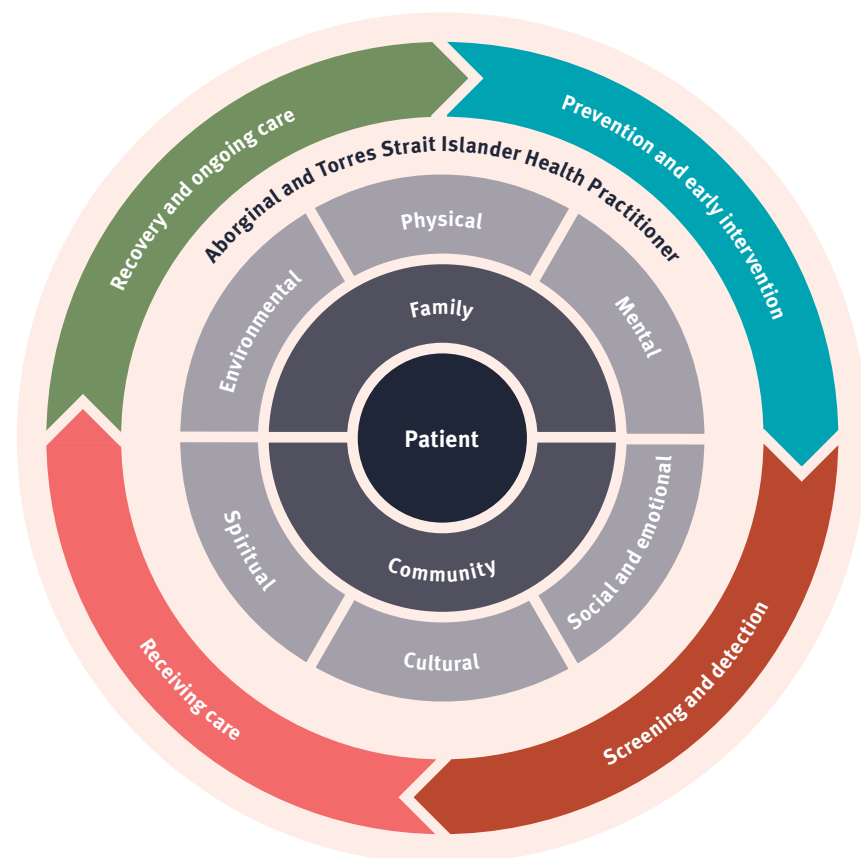 Prevention and early intervention
Screening and detection
Receiving care
Recovery and ongoing care
Aborginal and Torres Strait Islander Health Practitioner
Physical
Mental
Social and emotional
Cultural
Spiritual
Environmental
Family
Community
Patient